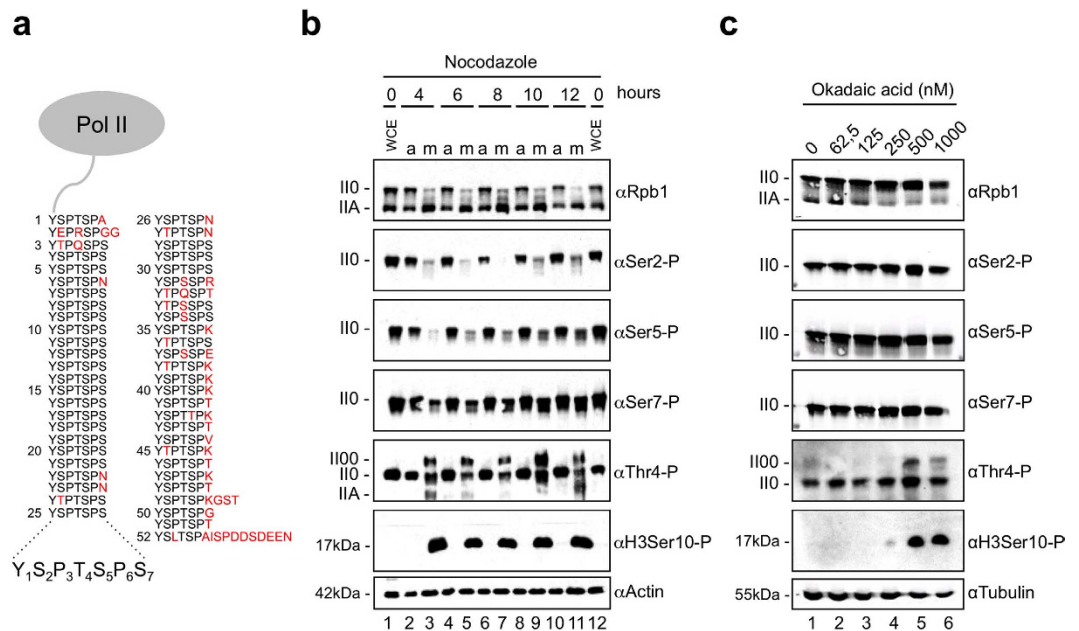 a
Pol II
1 YSPTSPA
YEPRSPGG
3 YTPQSPS
YSPTSPS
5 YSPTSPS
YSPTSPN
YSPTSPS
YSPTSPS
YSPTSPS
10 YSPTSPS
YSPTSPS
YSPTSPS
YSPTSPS
YSPTSPS
15 YSPTSPS
YSPTSPS
YSPTSPS
YSPTSPS
YSPTSPS
20 YSPTSPS
YSPTSPS
YSPTSPN
YSPTSPN
YTPTSPS
25 YSPTSPS
26 YSPTSPN
YTPTSPN
YSPTSPS
YSPTSPS
30 YSPTSPS
YSPSSPR
YTPQSPT
YTPSSPS
YSPSSPS
35 YSPTSPK
YTPTSPS
YSPSSPE
YTPTSPK
YSPTSPK
40 YSPTSPK
YSPTSPT
YSPTTPK
YSPTSPT
YSPTSPV
45 YTPTSPK
YSPTSPT
YSPTSPK
YSPTSPT
YSPTSPKGST
50 YSPTSPG
YSPTSPT
52 YSLTSPAISPDDSDEEN
Y₁S₂P₃T₄S₅P₆S₇
b
Nocodazole
0 4 6 8 10 12 0 hours
WCE a m a m a m a m a m WCE
II0 -
IIA -
αRpb1
II0 - αSer2-P
II0 - αSer5-P
II0 - αSer7-P
II00 -
II0 - αThr4-P
IIA -
17kDa - αH3Ser10-P
42kDa - αActin
1 2 3 4 5 6 7 8 9 10 11 12
c
Okadaic acid (nM)
0 62,5 125 250 500 1000
II0 - αRpb1
IIA -
II0 - αSer2-P
II0 - αSer5-P
II0 - αSer7-P
II00 - αThr4-P
II0 -
17kDa - αH3Ser10-P
55kDa - αTubulin
1 2 3 4 5 6